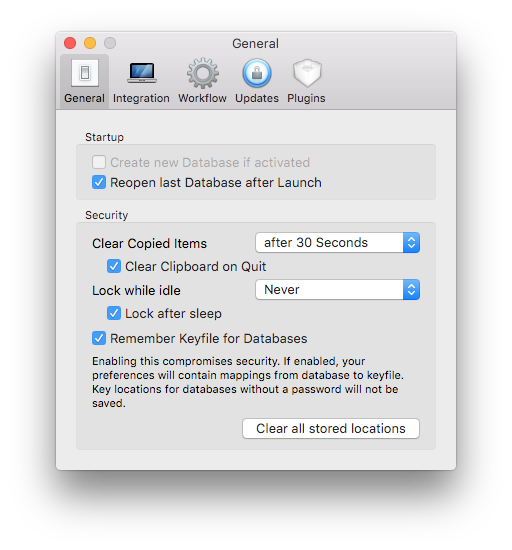 General
General Integration Workflow Updates Plugins
Startup
Create new Database if activated
Reopen last Database after Launch
Security
Clear Copied Items after 30 Seconds
Clear Clipboard on Quit
Lock while idle Never
Lock after sleep
Remember Keyfile for Databases
Enabling this compromises security. If enabled, your
preferences will contain mappings from database to keyfile.
Key locations for databases without a password will not be
saved.
Clear all stored locations